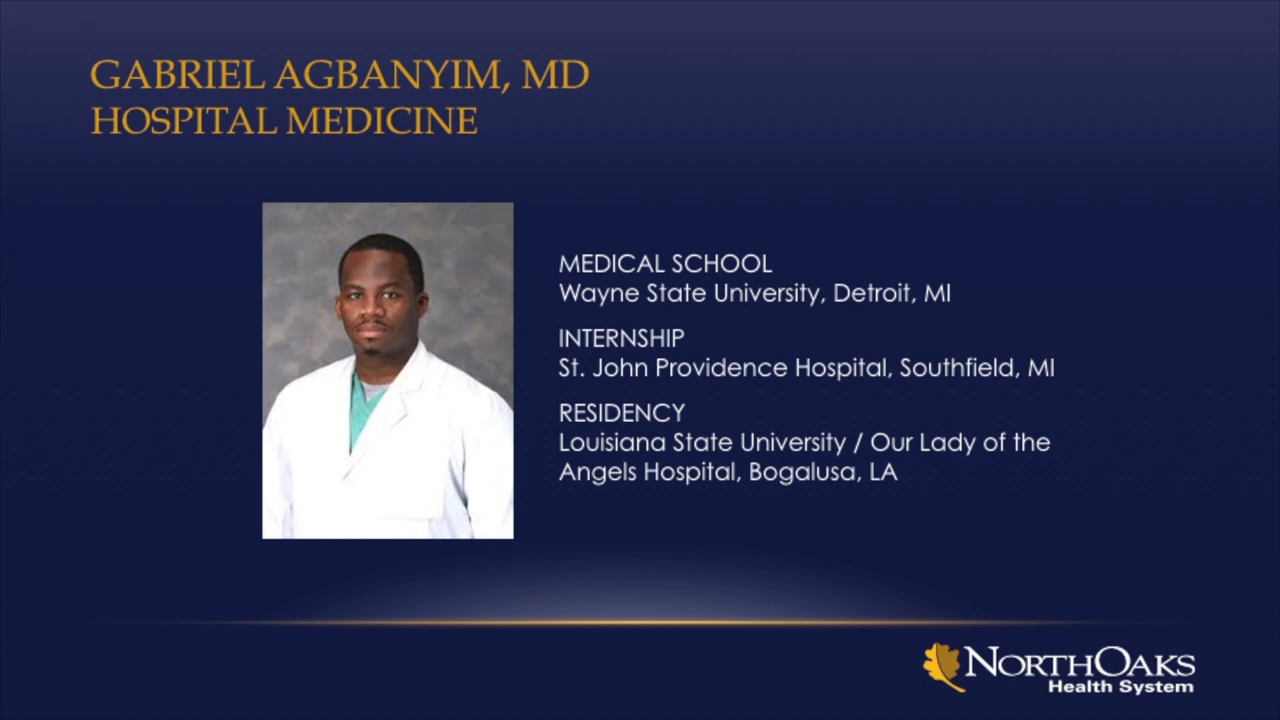 GABRIEL AGBANYIM, MD
HOSPITAL MEDICINE
MEDICAL SCHOOL
Wayne State University, Detroit, MI
INTERNSHIP
St. John Providence Hospital, Southfield, MI
RESIDENCY
Louisiana State University / Our Lady of the
Angels Hospital, Bogalusa, LA
NORTHOAKS
Health System